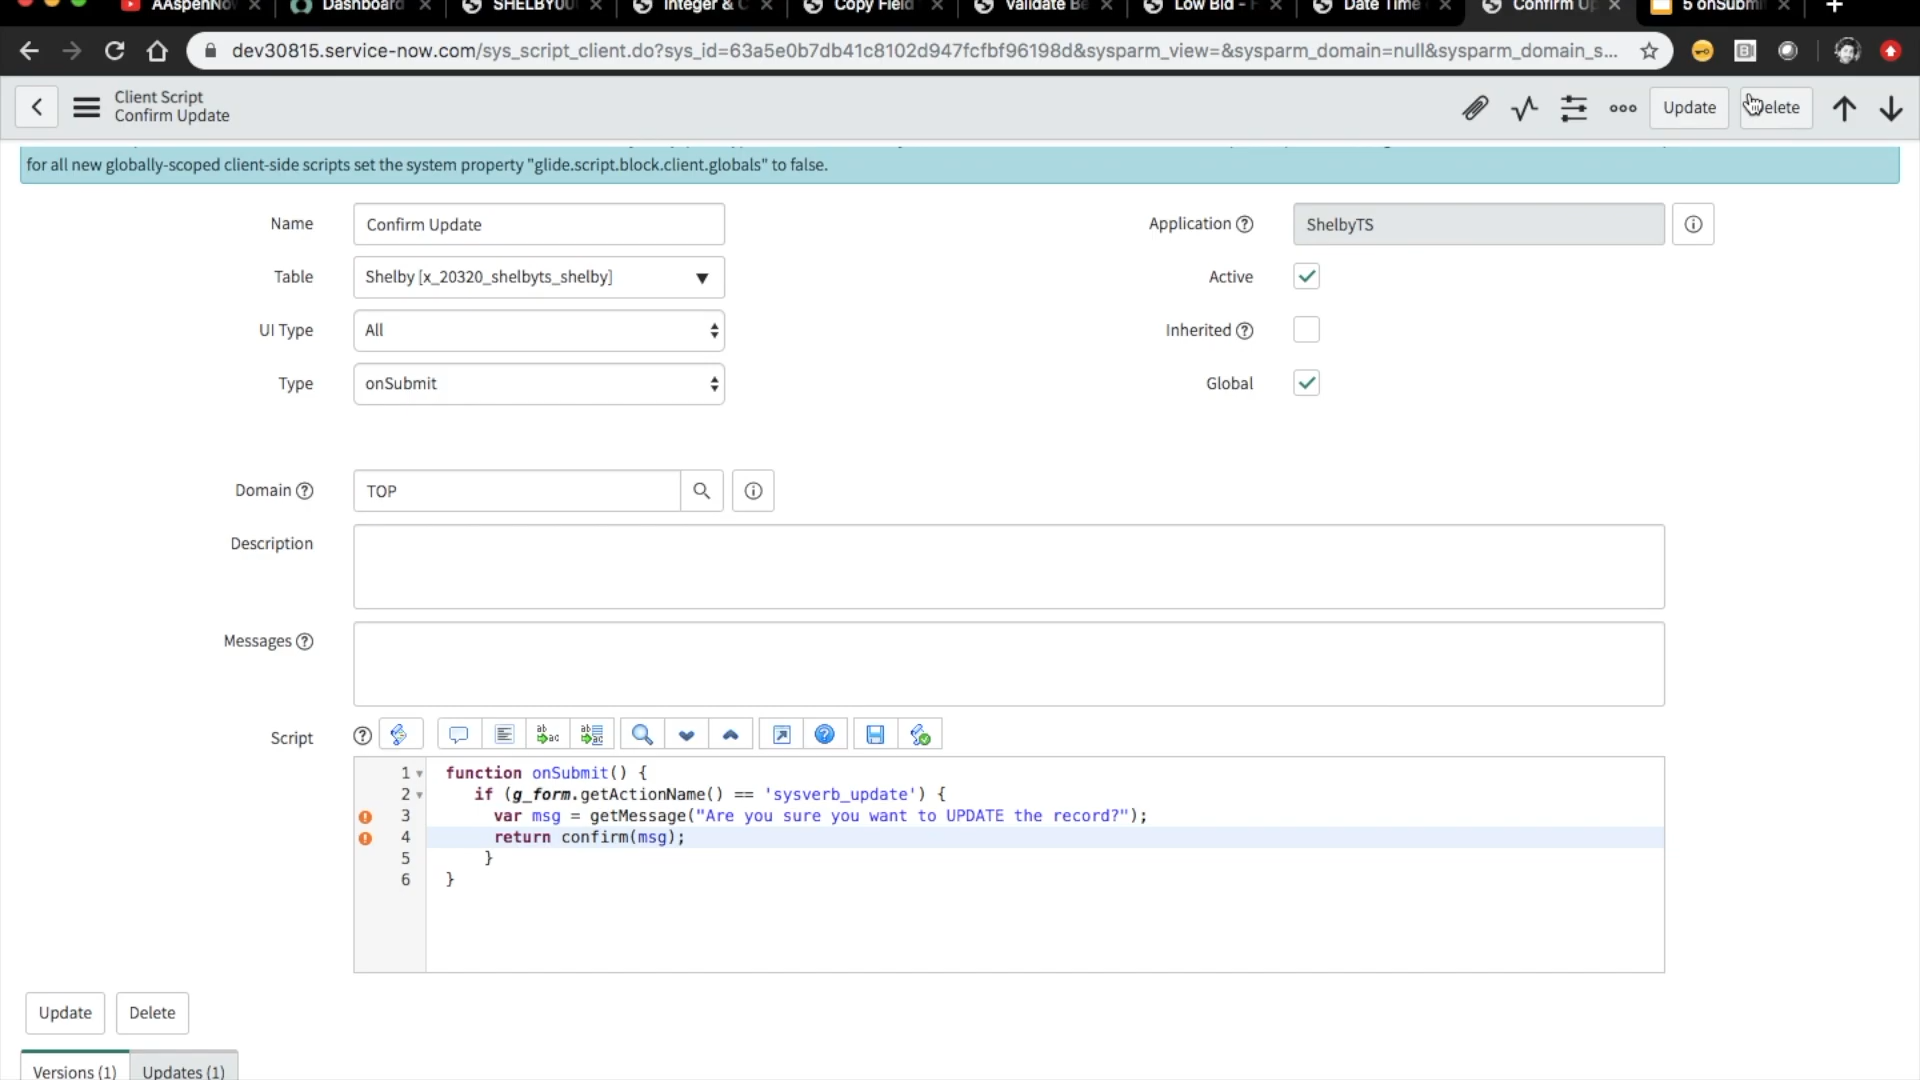 AAspenNo
Dashboard
SHELBY00
Integer & C
Copy Field
Validate Be
Low Bid - F
Date Time
Confirm Up
5 onSubmi
dev30815.service-now.com/sys_script_client.do?sys_id=63a5e0b7db41c8102d947fcfbf96198d&sysparm_view=&sysparm_domain=null&sysparm_domain_s...
Client Script
Confirm Update
Update
Delete
for all new globally-scoped client-side scripts set the system property "glide.script.block.client.globals" to false.
Name
Confirm Update
Application
ShelbyTS
Table
Shelby [x_20320_shelbyts_shelby]
Active
UI Type
All
Inherited
Type
onSubmit
Global
Domain
TOP
Description
Messages
Script
1 function onSubmit() {
2 if (g_form.getActionName() == 'sysverb_update') {
3 var msg = getMessage("Are you sure you want to UPDATE the record?");
4 return confirm(msg);
5 }
6 }
Update
Delete
Versions (1)
Updates (1)